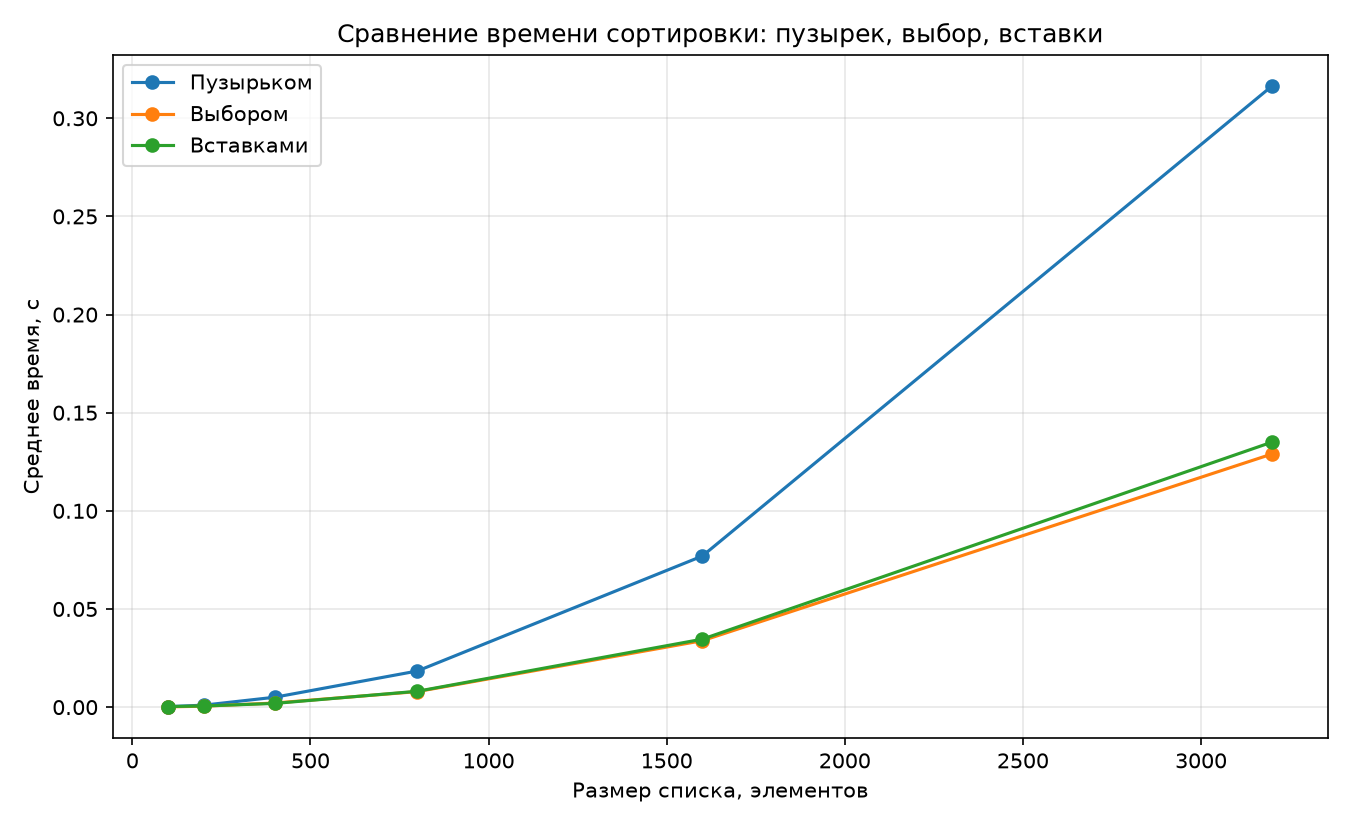 Сравнение времени сортировки: пузырек, выбор, вставки
Пузырьком
Выбором
Вставками
Среднее время, с
0.30
0.25
0.20
0.15
0.10
0.05
0.00
0 500 1000 1500 2000 2500 3000
Размер списка, элементов